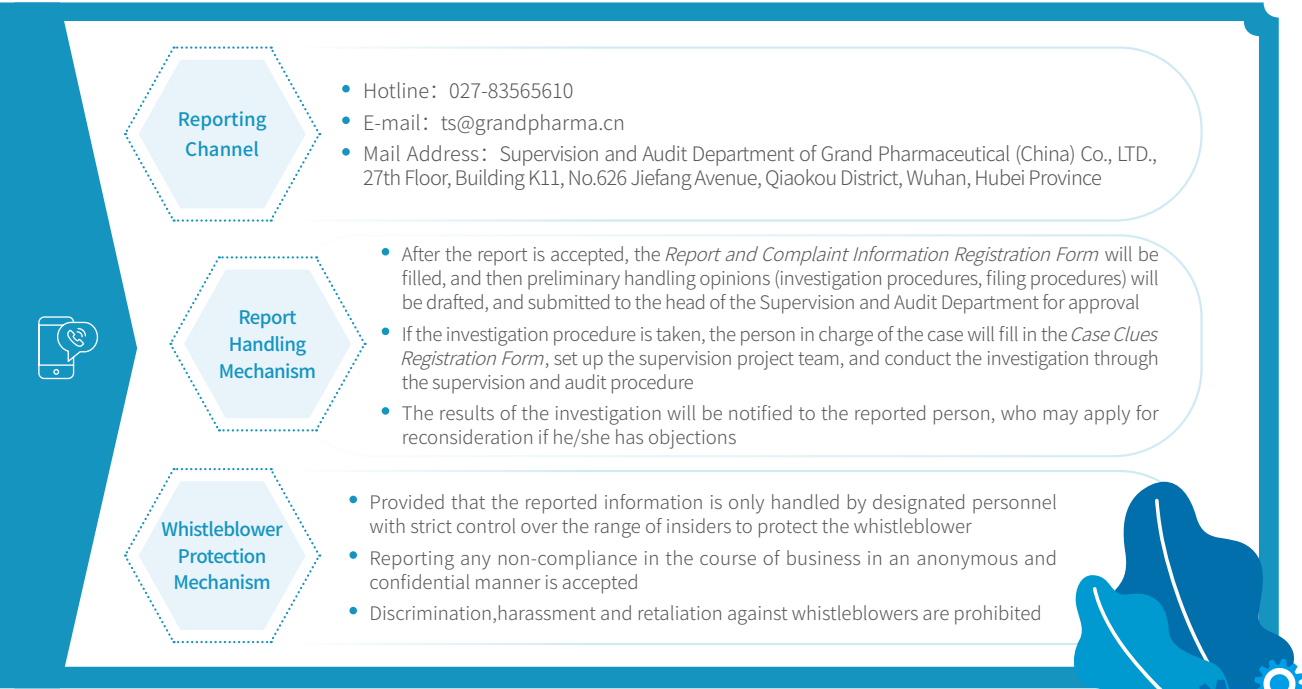 Reporting
Channel
• Hotline：027-83565610
• E-mail：ts@grandpharma.cn
• Mail Address：Supervision and Audit Department of Grand Pharmaceutical (China) Co., LTD.,
27th Floor, Building K11, No.626 Jiefang Avenue, Qiaokou District, Wuhan, Hubei Province
Report
Handling
Mechanism
• After the report is accepted, the Report and Complaint Information Registration Form will be
filled, and then preliminary handling opinions (investigation procedures, filing procedures) will
be drafted, and submitted to the head of the Supervision and Audit Department for approval
• If the investigation procedure is taken, the person in charge of the case will fill in the Case Clues
Registration Form, set up the supervision project team, and conduct the investigation through
the supervision and audit procedure
• The results of the investigation will be notified to the reported person, who may apply for
reconsideration if he/she has objections
Whistleblower
Protection
Mechanism
• Provided that the reported information is only handled by designated personnel
with strict control over the range of insiders to protect the whistleblower
• Reporting any non-compliance in the course of business in an anonymous and
confidential manner is accepted
• Discrimination,harassment and retaliation against whistleblowers are prohibited